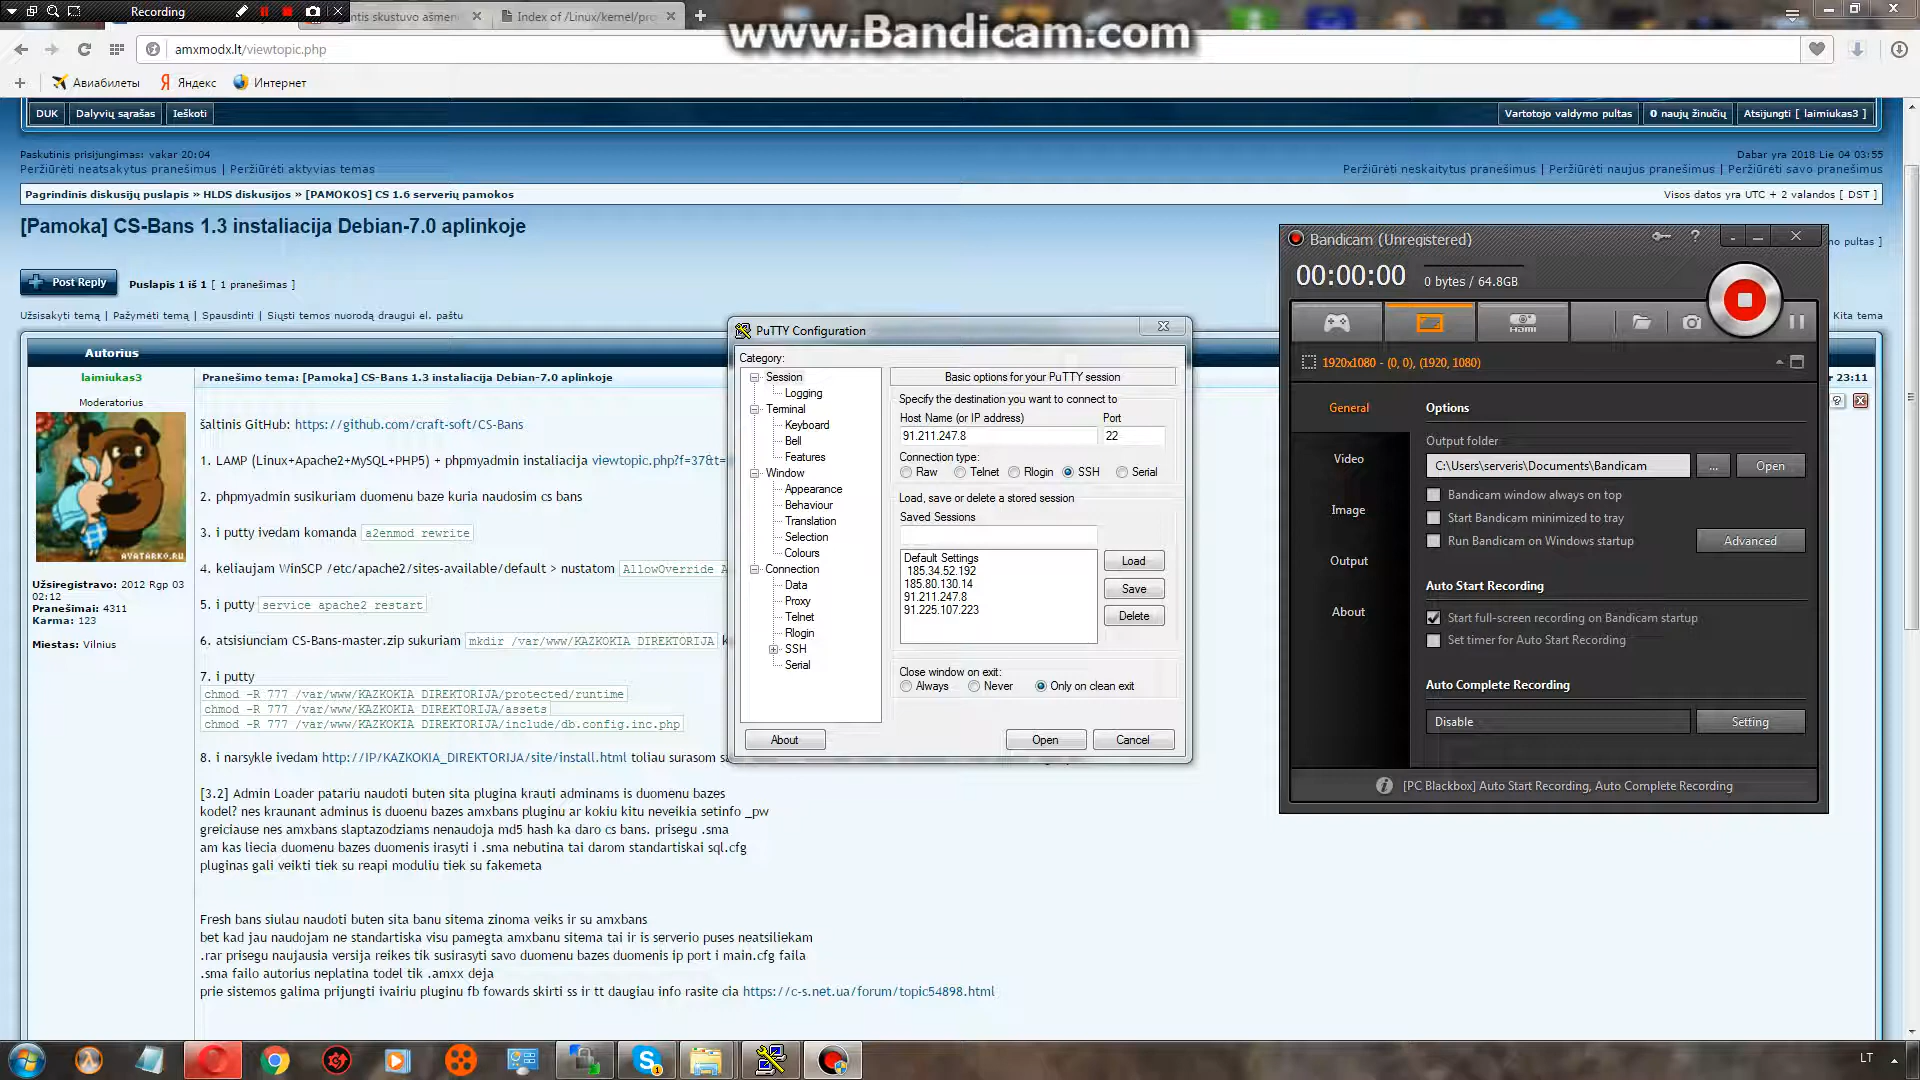 Recording
gantis skustuvo ašmen
Index of /Linux/kernel/pro
www.Bandicam.com
amxmodx.lt/viewtopic.php
Авиабилеты
Яндекс
Интернет
DUK
Dalyvių sąrašas
Ieškoti
Vartotojo valdymo pultas
0 naujų žinučių
Atsijungti [ laimiukas3 ]
Paskutinis prisijungimas: vakar 20:04
Dabar yra 2018 Lie 04 03:55
Peržiūrėti neatsakytus pranešimus | Peržiūrėti aktyvias temas
Peržiūrėti neskaitytus pranešimus | Peržiūrėti naujus pranešimus | Peržiūrėti savo pranešimus
Pagrindinis diskusijų puslapis » HLDS diskusijos » [PAMOKOS] CS 1.6 serverių pamokos
Visos datos yra UTC + 2 valandos [ DST ]
[Pamoka] CS-Bans 1.3 instaliacija Debian-7.0 aplinkoje
mo pultas ]
Post Reply
Puslapis 1 iš 1 [ 1 pranešimas ]
Užsisakyti temą | Pažymėti temą | Spausdinti | Siųsti temos nuorodą draugui el. paštu
Kita tema
Autorius
laimiukas3
Pranešimo tema: [Pamoka] CS-Bans 1.3 instaliacija Debian-7.0 aplinkoje
r 23:11
Moderatorius
AVATARKO.RU
Užsiregistravo: 2012 Rgp 03
02:12
Pranešimai: 4311
Karma: 123
Miestas: Vilnius
šaltinis GitHub: https://github.com/craft-soft/CS-Bans
1. LAMP (Linux+Apache2+MySQL+PHP5) + phpmyadmin instaliacija viewtopic.php?f=37&t=
2. phpmyadmin susikuriam duomenu baze kuria naudosim cs bans
3. i putty ivedam komanda a2enmod rewrite
4. keliaujam WinSCP /etc/apache2/sites-available/default > nustatom AllowOverride A
5. i putty service apache2 restart
6. atsisiunciam CS-Bans-master.zip sukuriam mkdir /var/www/KAZKOKIA_DIREKTORIJA k
7. i putty
chmod -R 777 /var/www/KAZKOKIA_DIREKTORIJA/protected/runtime
chmod -R 777 /var/www/KAZKOKIA_DIREKTORIJA/assets
chmod -R 777 /var/www/KAZKOKIA_DIREKTORIJA/include/db.config.inc.php
8. i narsykle ivedam http://IP/KAZKOKIA_DIREKTORIJA/site/install.html toliau surasom s
[3.2] Admin Loader patariu naudoti buten sita plugina krauti adminams is duomenu bazes
kodel? nes kraunant adminus is duoenu bazes amxbans pluginu ar kokiu kitu neveikia setinfo _pw
greiciause nes amxbans slaptazodziams nenaudoja md5 hash ka daro cs bans. prisegu .sma
am kas liecia duomenu bazes duomenis irasyti i .sma nebutina tai darom standartiskai sql.cfg
pluginas gali veikti tiek su reapi moduliu tiek su fakemeta
Fresh bans siulau naudoti buten sita banu sitema zinoma veiks ir su amxbans
bet kad jau naudojam ne standartiska visu pamegta amxbanu sitema tai ir is serverio puses neatsiliekam
.rar prisegu naujausia versija reikes tik susirasyti savo duomenu bazes duomenis ip port i main.cfg faila
.sma failo autorius neplatina todel tik .amxx deja
prie sistemos galima prijungti ivairiu pluginu fb fowards skirti ss ir tt daugiau info rasite cia https://c-s.net.ua/forum/topic54898.html
PuTTY Configuration
Category:
Session
Logging
Terminal
Keyboard
Bell
Features
Window
Appearance
Behaviour
Translation
Selection
Colours
Connection
Data
Proxy
Telnet
Rlogin
SSH
Serial
Basic options for your PuTTY session
Specify the destination you want to connect to
Host Name (or IP address)
Port
91.211.247.8
22
Connection type:
Raw
Telnet
Rlogin
SSH
Serial
Load, save or delete a stored session
Saved Sessions
Default Settings
185.34.52.192
185.80.130.14
91.211.247.8
91.225.107.223
Load
Save
Delete
Close window on exit:
Always
Never
Only on clean exit
About
Open
Cancel
Bandicam (Unregistered)
?
00:00:00
0 bytes / 64.8GB
HDMI
1920x1080 - (0, 0), (1920, 1080)
General
Video
Image
Output
About
Options
Output folder
C:\Users\serveris\Documents\Bandicam
...
Open
Bandicam window always on top
Start Bandicam minimized to tray
Run Bandicam on Windows startup
Advanced
Auto Start Recording
Start full-screen recording on Bandicam startup
Set timer for Auto Start Recording
Auto Complete Recording
Disable
Setting
[PC Blackbox] Auto Start Recording, Auto Complete Recording
LT